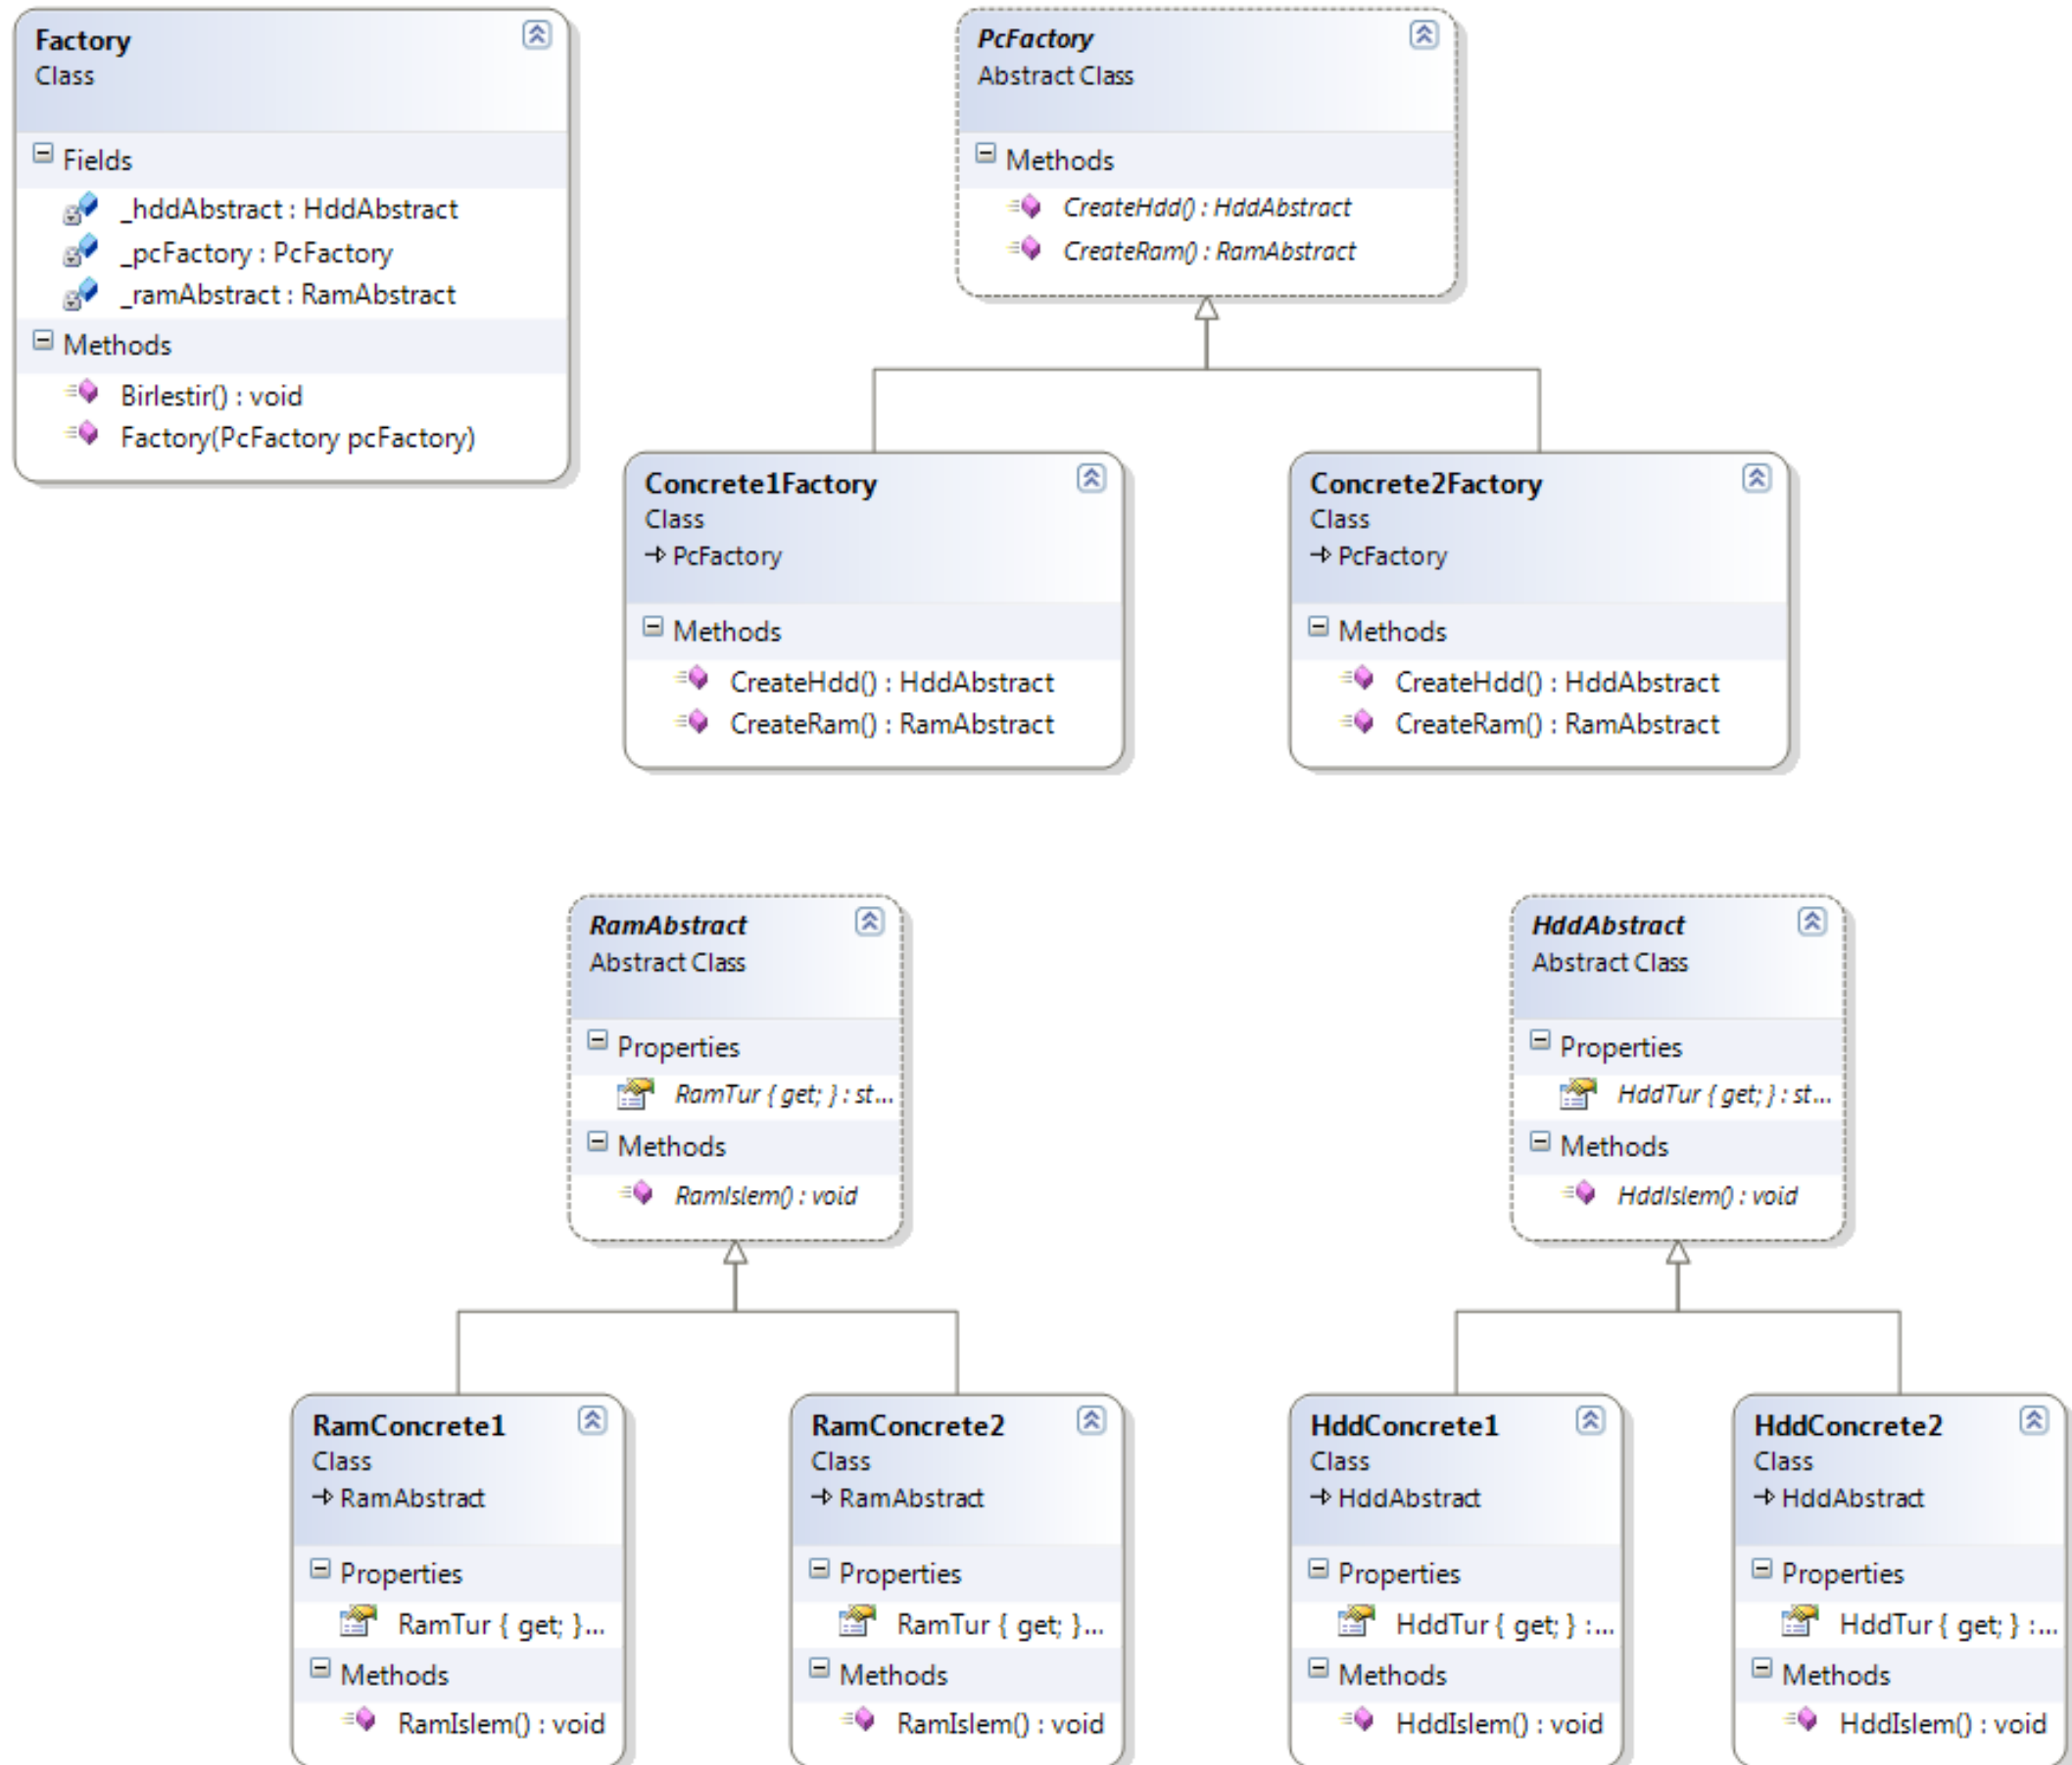 Factory
Class
Fields
_hddAbstract : HddAbstract
_pcFactory : PcFactory
_ramAbstract : RamAbstract
Methods
Birlestir() : void
Factory(PcFactory pcFactory)
PcFactory
Abstract Class
Methods
CreateHdd() : HddAbstract
CreateRam() : RamAbstract
Concrete1Factory
Class
PcFactory
Methods
CreateHdd() : HddAbstract
CreateRam() : RamAbstract
Concrete2Factory
Class
PcFactory
Methods
CreateHdd() : HddAbstract
CreateRam() : RamAbstract
RamAbstract
Abstract Class
Properties
RamTur { get; } : st...
Methods
RamIslem() : void
HddAbstract
Abstract Class
Properties
HddTur { get; } : st...
Methods
HddIslem() : void
RamConcrete1
Class
RamAbstract
Properties
RamTur { get; }...
Methods
RamIslem() : void
RamConcrete2
Class
RamAbstract
Properties
RamTur { get; }...
Methods
RamIslem() : void
HddConcrete1
Class
HddAbstract
Properties
HddTur { get; } :...
Methods
HddIslem() : void
HddConcrete2
Class
HddAbstract
Properties
HddTur { get; } :...
Methods
HddIslem() : void